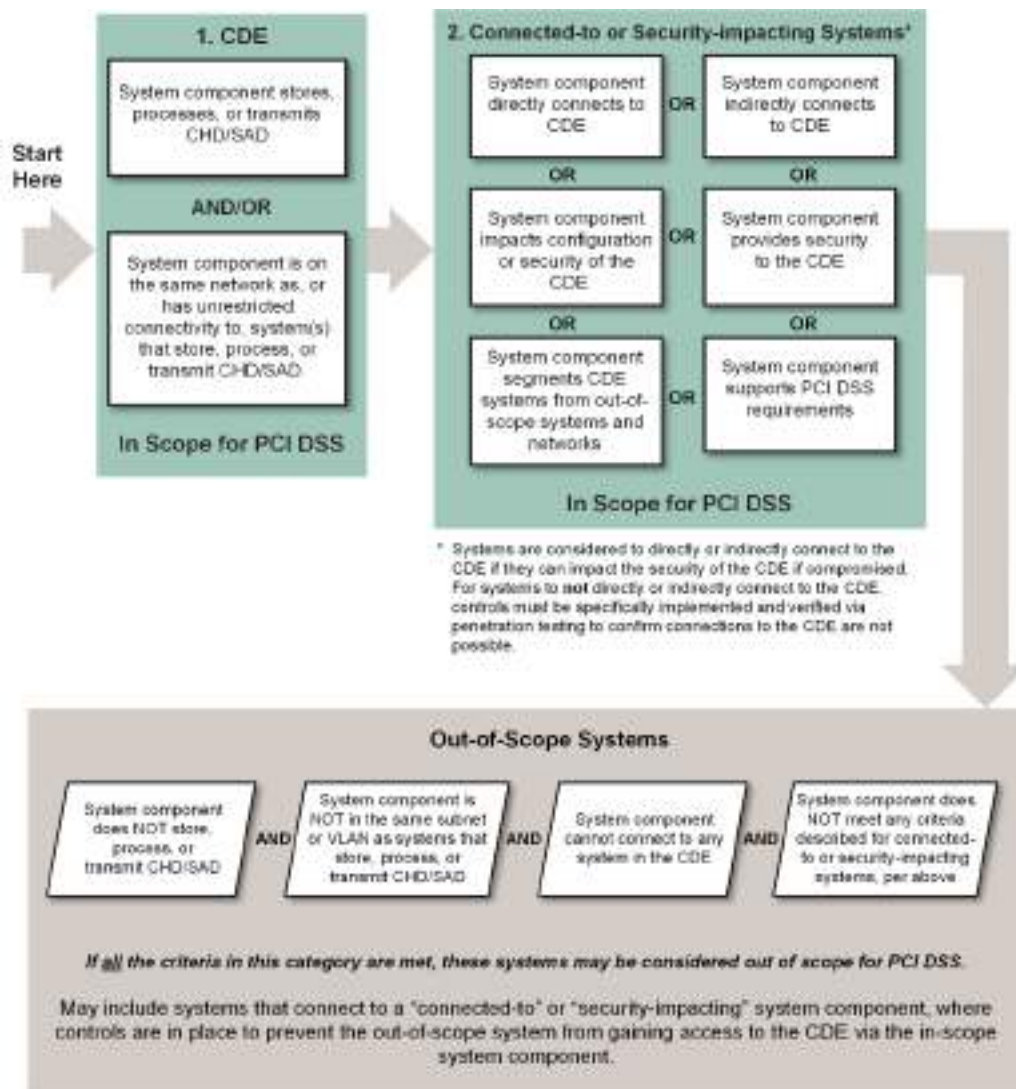 Start
Here
1. CDE
System component stores,
processes, or transmits
CHD/SAD
AND/OR
System component is on
the same network as, or
has unrestricted
connectivity to, system(s)
that store, process, or
transmit CHD/SAD
In Scope for PCI DSS
2. Connected-to or Security-impacting Systems*
System component
directly connects to
CDE
OR
System component
indirectly connects
to CDE
OR
OR
System component
impacts configuration
or security of the
CDE
OR
System component
provides security
to the CDE
OR
OR
System component
segments CDE
systems from out-of-
scope systems and
networks
OR
System component
supports PCI DSS
requirements
In Scope for PCI DSS
* Systems are considered to directly or indirectly connect to the
CDE if they can impact the security of the CDE if compromised.
For systems to not directly or indirectly connect to the CDE,
controls must be specifically implemented and verified via
penetration testing to confirm connections to the CDE are not
possible.
Out-of-Scope Systems
System component
does NOT store,
process, or
transmit CHD/SAD
AND
System component is
NOT in the same subnet
or VLAN as systems that
store, process, or
transmit CHD/SAD
AND
System component
cannot connect to any
system in the CDE
AND
System component does
NOT meet any criteria
described for connected-
to or security-impacting
systems, per above
If all the criteria in this category are met, these systems may be considered out of scope for PCI DSS.
May include systems that connect to a "connected-to" or "security-impacting" system component, where
controls are in place to prevent the out-of-scope system from gaining access to the CDE via the in-scope
system component.